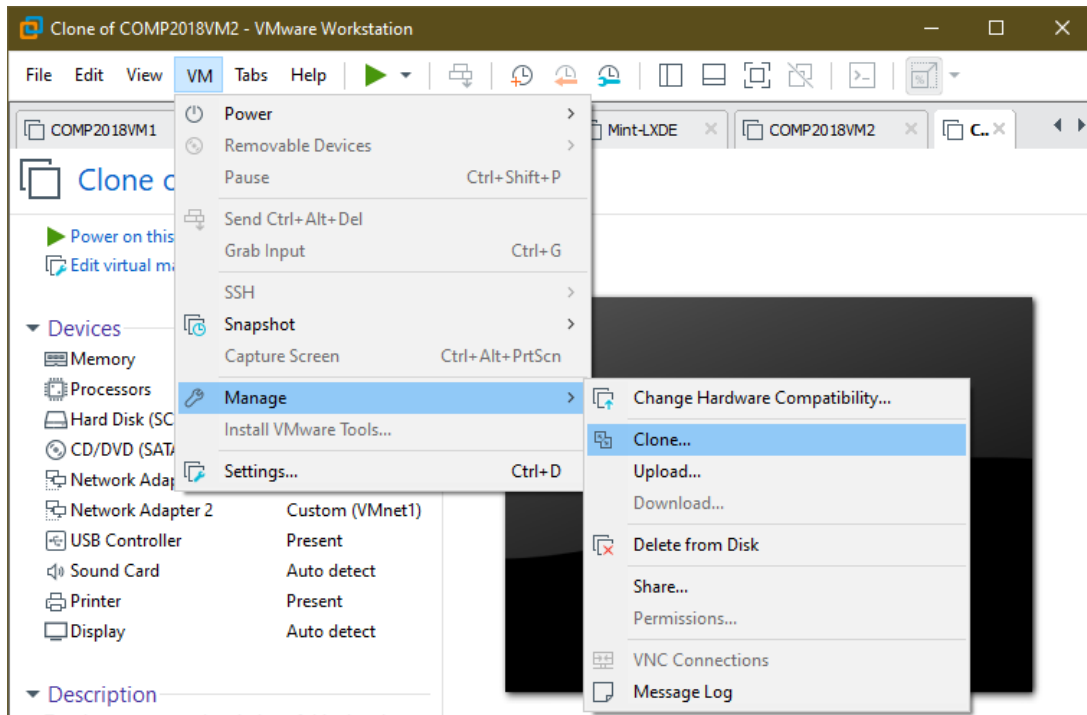 Clone of COMP2018VM2 - VMware Workstation
File Edit View VM Tabs Help
COMP2018VM1 Mint-LXDE COMP2018VM2 C..
Clone
Power on this
Edit virtual
Devices
Memory
Processors
Hard Disk
CD/DVD
Network
Network Adapter 2 Custom (VMnet1)
USB Controller Present
Sound Card Auto detect
Printer Present
Display Auto detect
Description
Power
Removable Devices
Pause Ctrl+Shift+P
Send Ctrl+Alt+Del
Grab Input Ctrl+G
SSH
Snapshot
Capture Screen Ctrl+Alt+PrtScn
Manage
Install VMware Tools...
Settings... Ctrl+D
Change Hardware Compatibility...
Clone...
Upload...
Download...
Delete from Disk
Share...
Permissions...
VNC Connections
Message Log